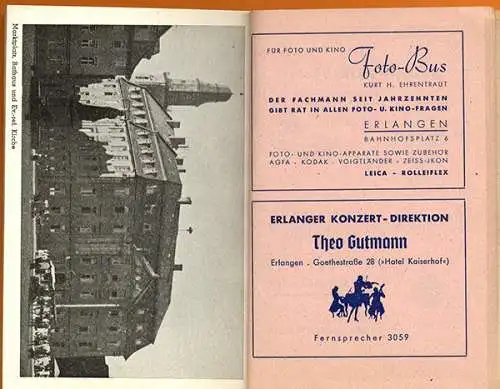 Marktplatz, Rathaus und Ev.-ref. Kirche
FÜR FOTO UND KINO
Foto-Bus
KURT H. EHRENTRAUT
DER FACHMANN SEIT JAHRZEHNTEN
GIBT RAT IN ALLEN FOTO- U. KINO-FRAGEN
ERLANGEN
BAHNHOFSPLATZ 6
FOTO- UND KINO-APPARATE SOWIE ZUBEHÖR
AGFA - KODAK - VOIGTLÄNDER - ZEISS-JKON
LEICA - ROLLEIFLEX
ERLANGER KONZERT-DIREKTION
Theo Gutmann
Erlangen - Goethestraße 28 (»Hotel Kaiserhof«)
Fernsprecher 3059